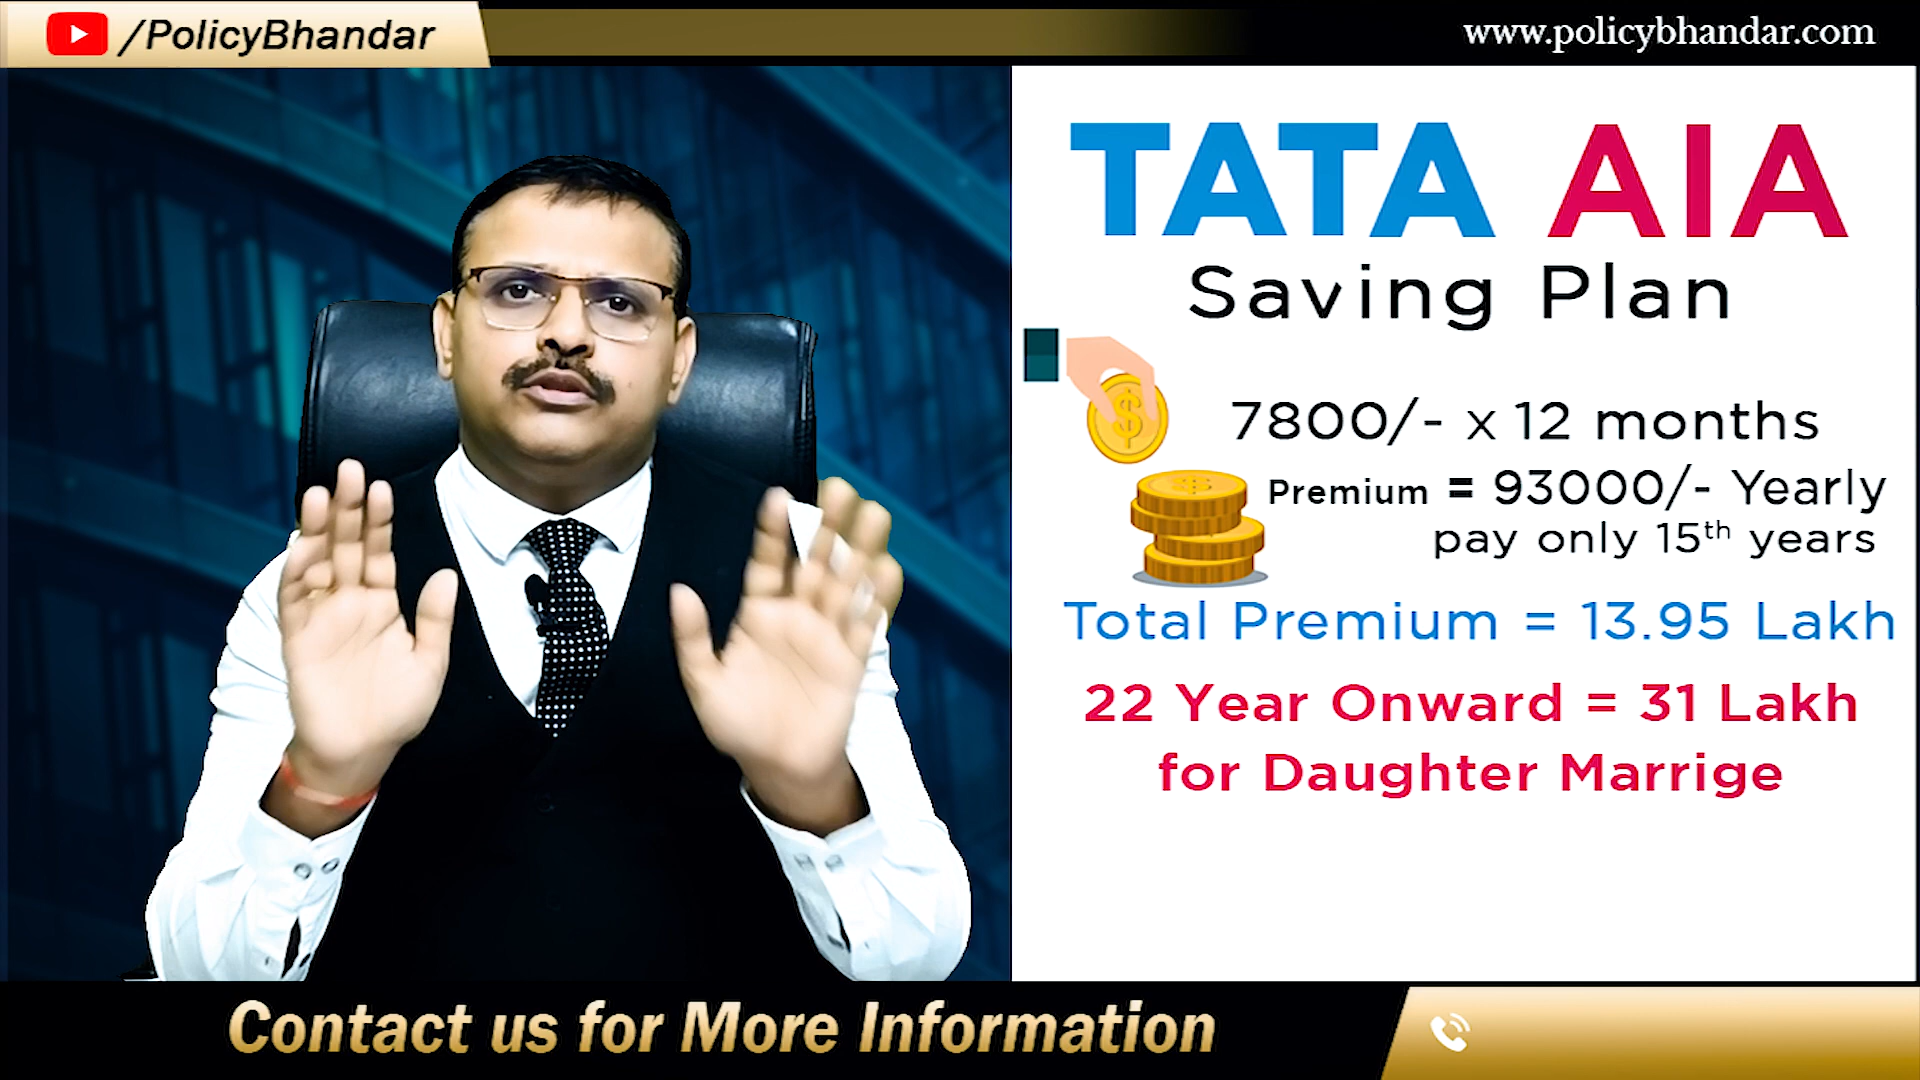 /PolicyBhandar
www.policybhandar.com
TATA AIA
Saving Plan
7800/- x 12 months
Premium = 93000/- Yearly
pay only 15th years
Total Premium = 13.95 Lakh
22 Year Onward = 31 Lakh
for Daughter Marrige
Contact us for More Information